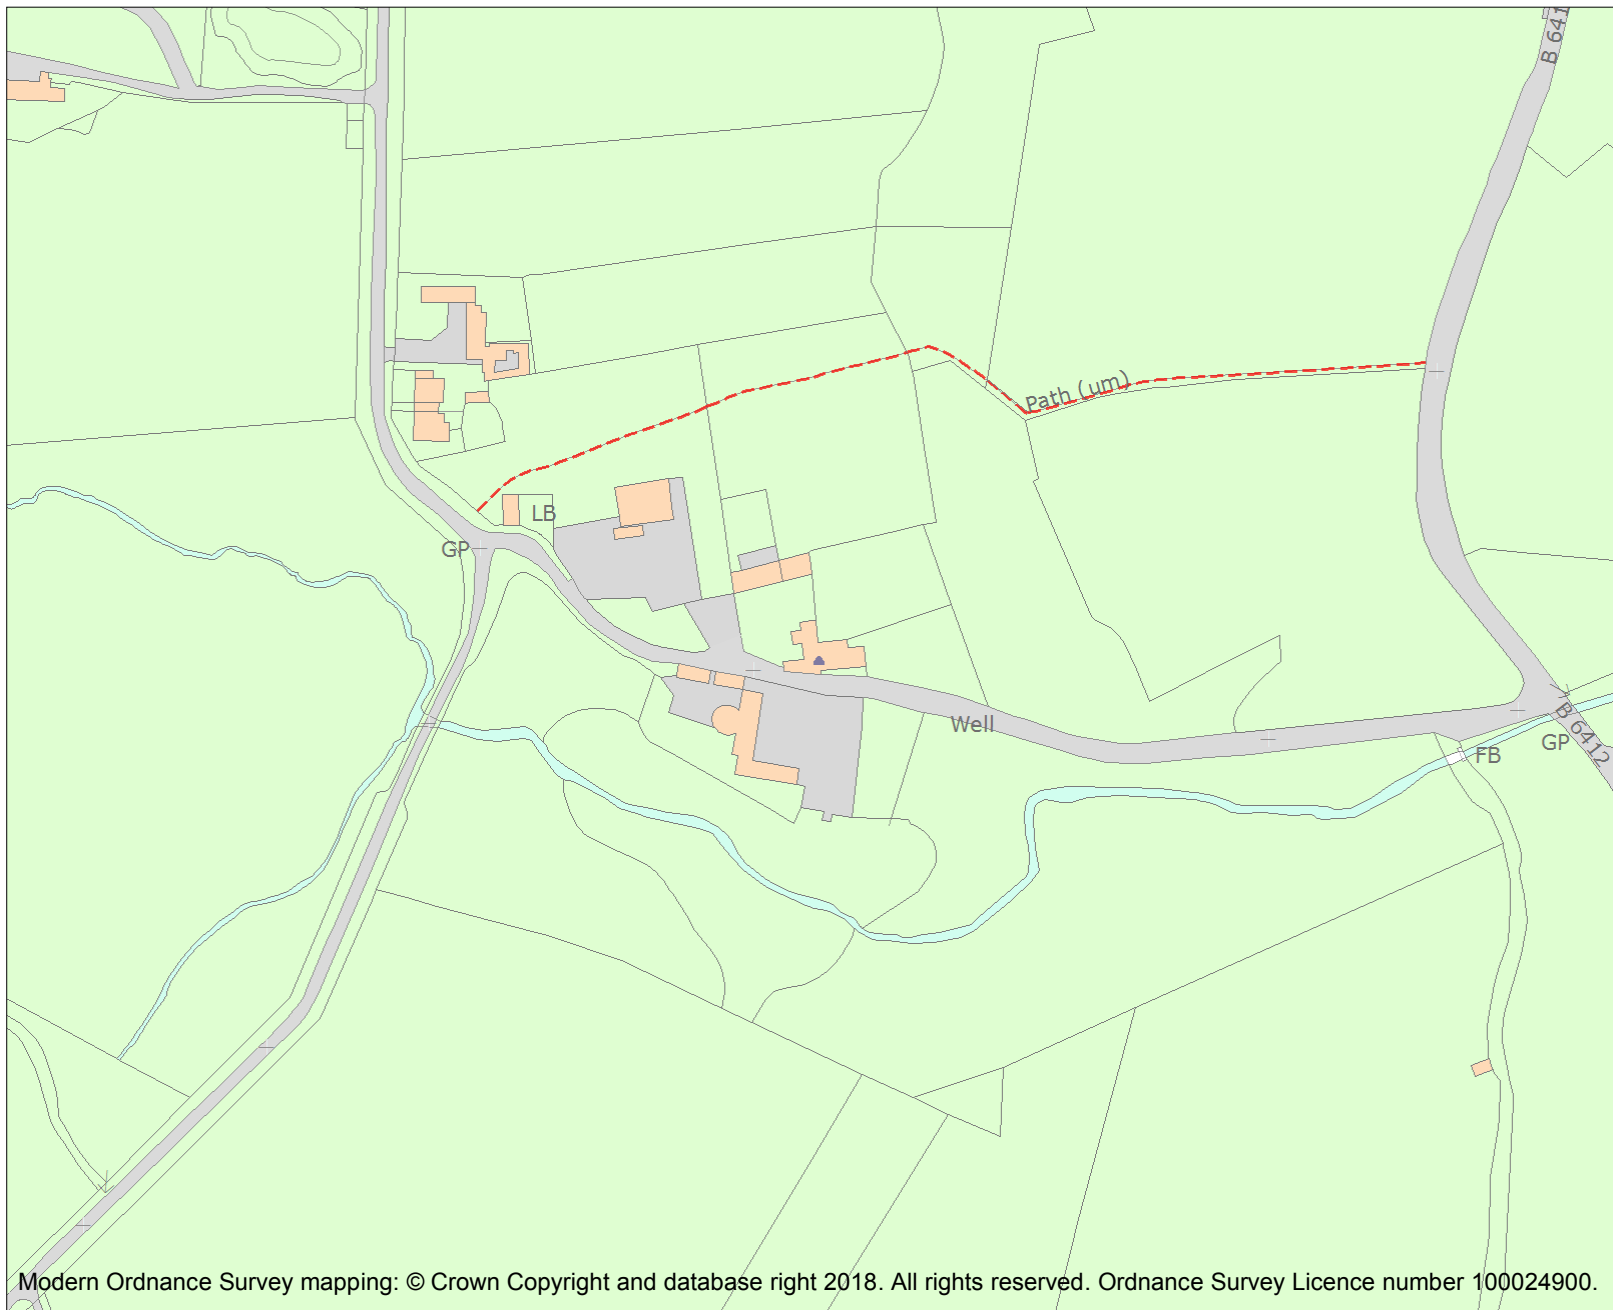 B 641
Path (um)
LB
GP
Well
B 6412
GP
FB
Modern Ordnance Survey mapping: © Crown Copyright and database right 2018. All rights reserved. Ordnance Survey Licence number 100024900.